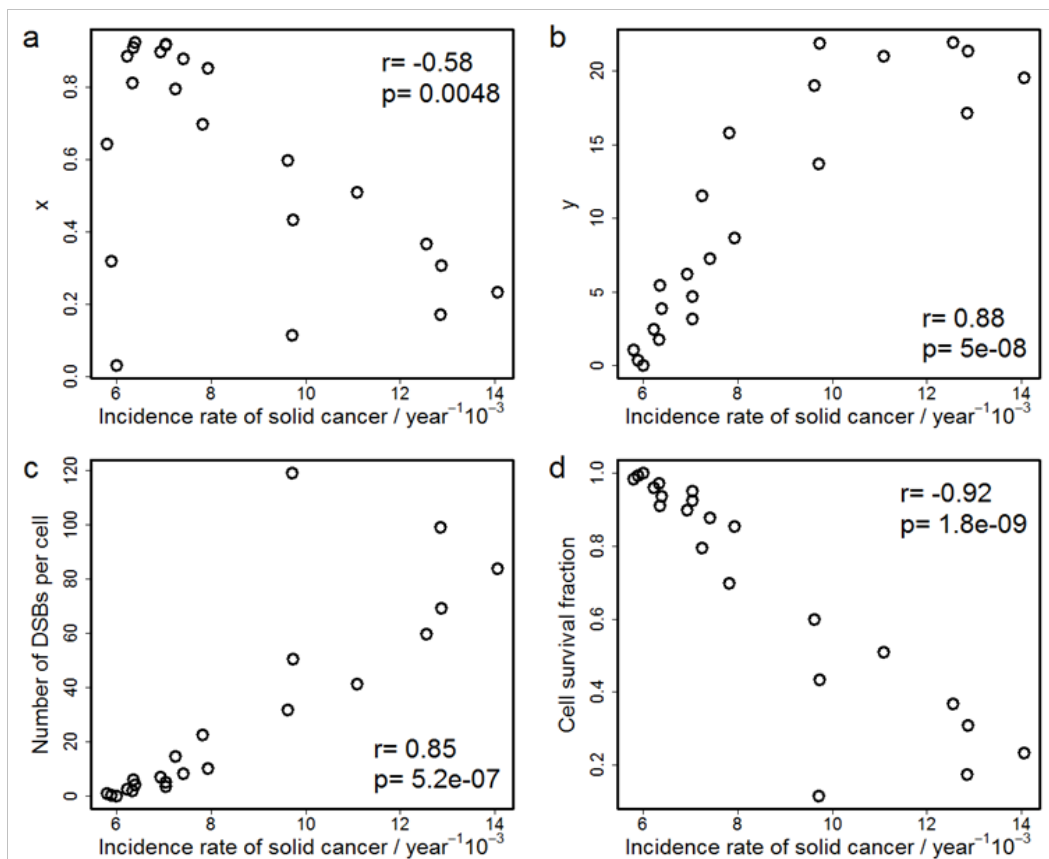 a
r= -0.58
p= 0.0048
x
0.0 0.2 0.4 0.6 0.8
6 8 10 12 14
Incidence rate of solid cancer / year⁻¹10⁻³
b
r= 0.88
p= 5e-08
y
0 5 10 15 20
6 8 10 12 14
Incidence rate of solid cancer / year⁻¹10⁻³
c
r= 0.85
p= 5.2e-07
Number of DSBs per cell
0 20 40 60 80 100 120
6 8 10 12 14
Incidence rate of solid cancer / year⁻¹10⁻³
d
r= -0.92
p= 1.8e-09
Cell survival fraction
0.2 0.4 0.6 0.8 1.0
6 8 10 12 14
Incidence rate of solid cancer / year⁻¹10⁻³